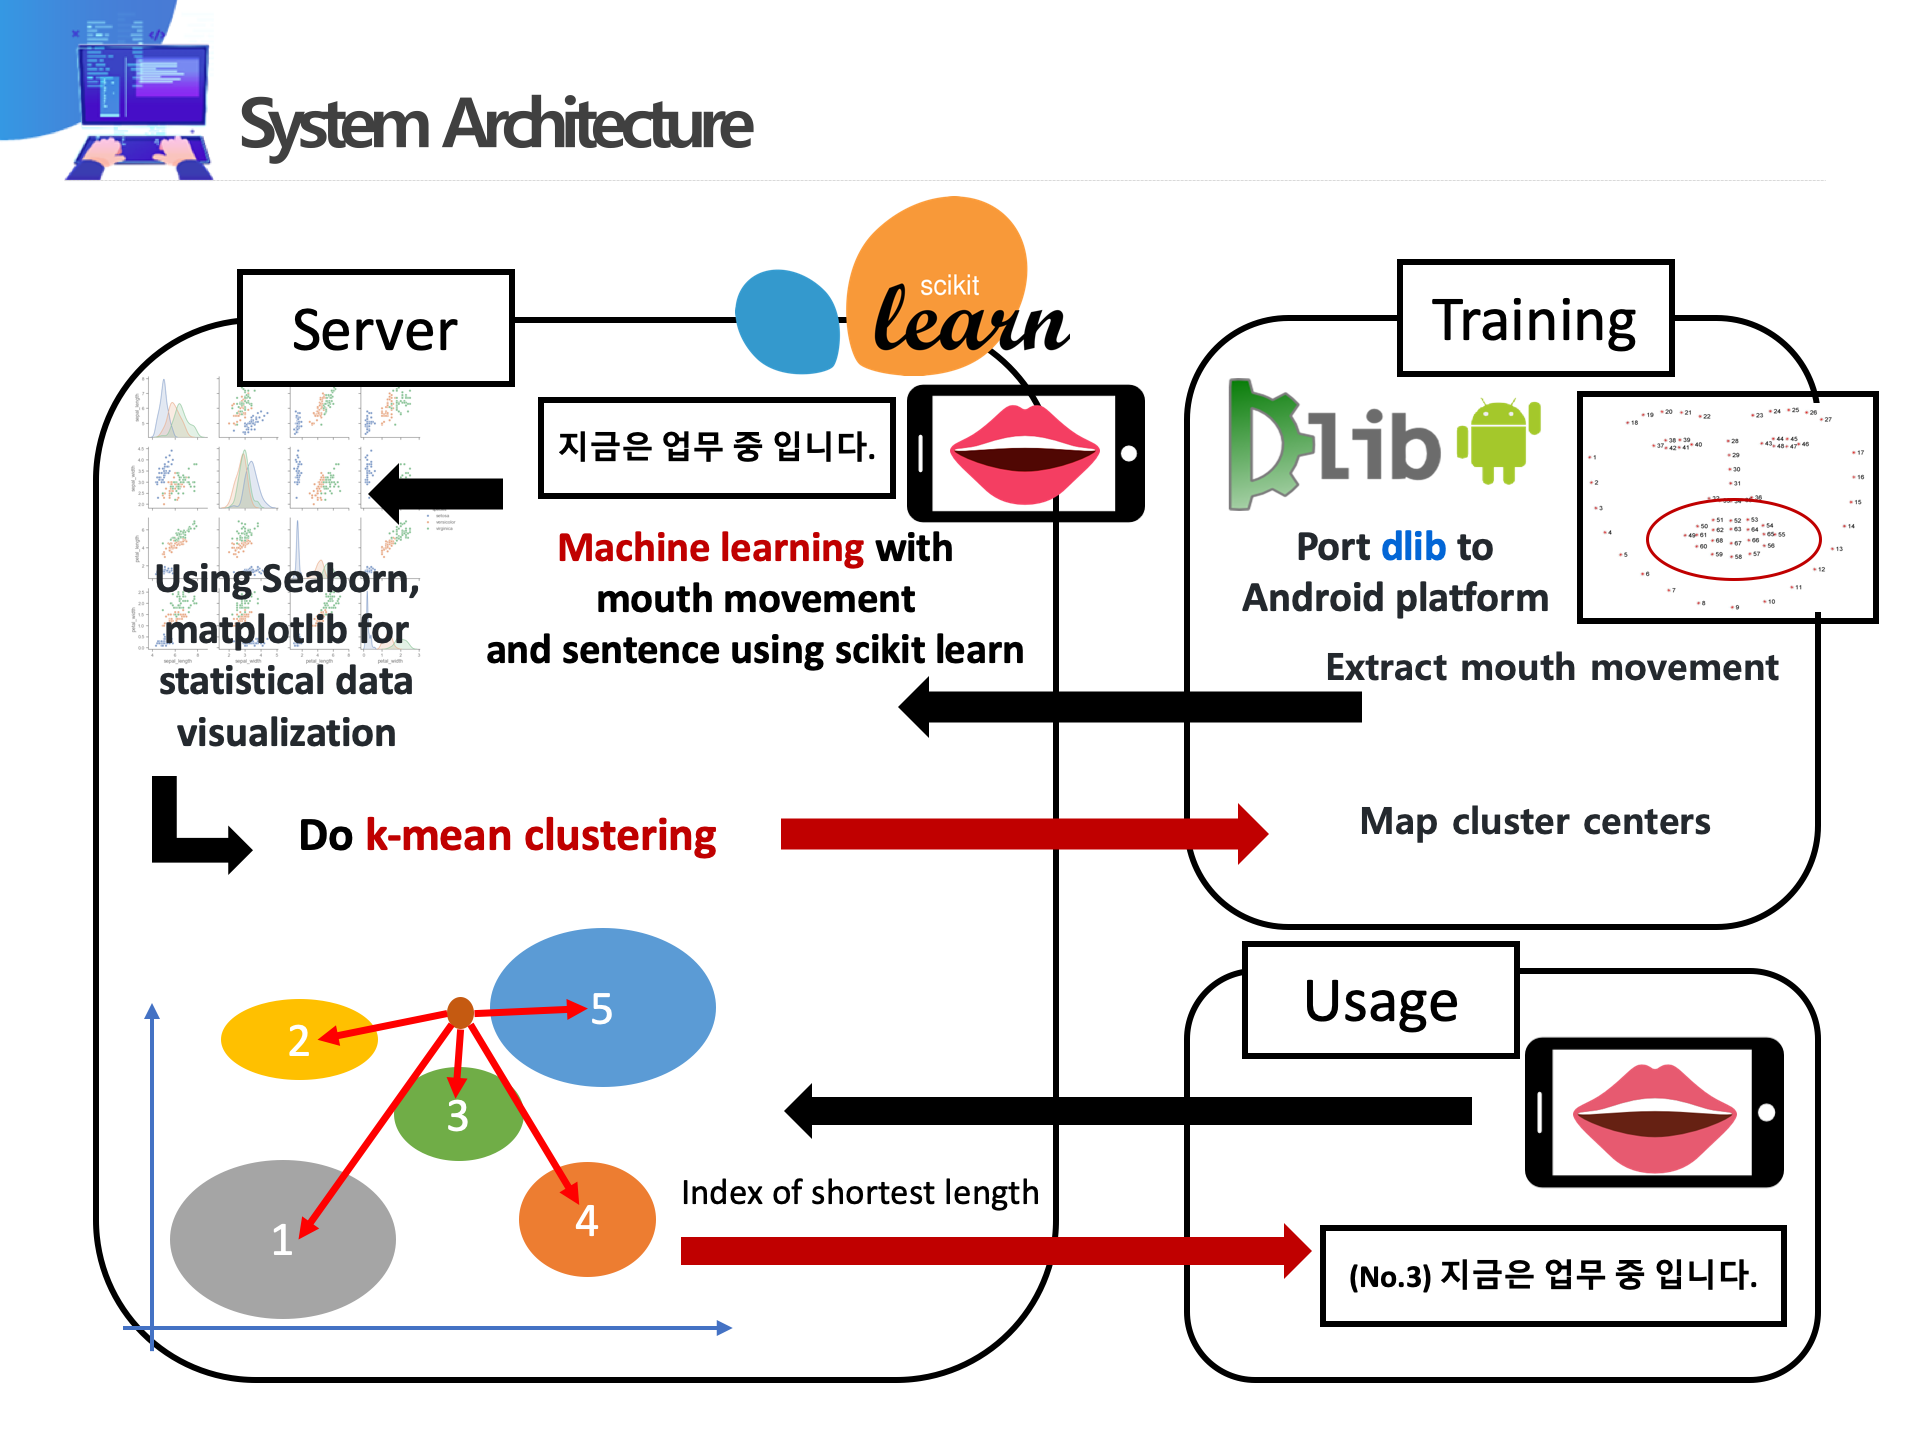 System Architecture
Server
scikit
learn
지금은 업무 중 입니다.
Using Seaborn,
matplotlib for
statistical data
visualization
Machine learning with
mouth movement
and sentence using scikit learn
Do k-mean clustering
1
2
3
4
5
Index of shortest length
Training
Dlib
Port dlib to
Android platform
Extract mouth movement
Map cluster centers
Usage
(No.3) 지금은 업무 중 입니다.